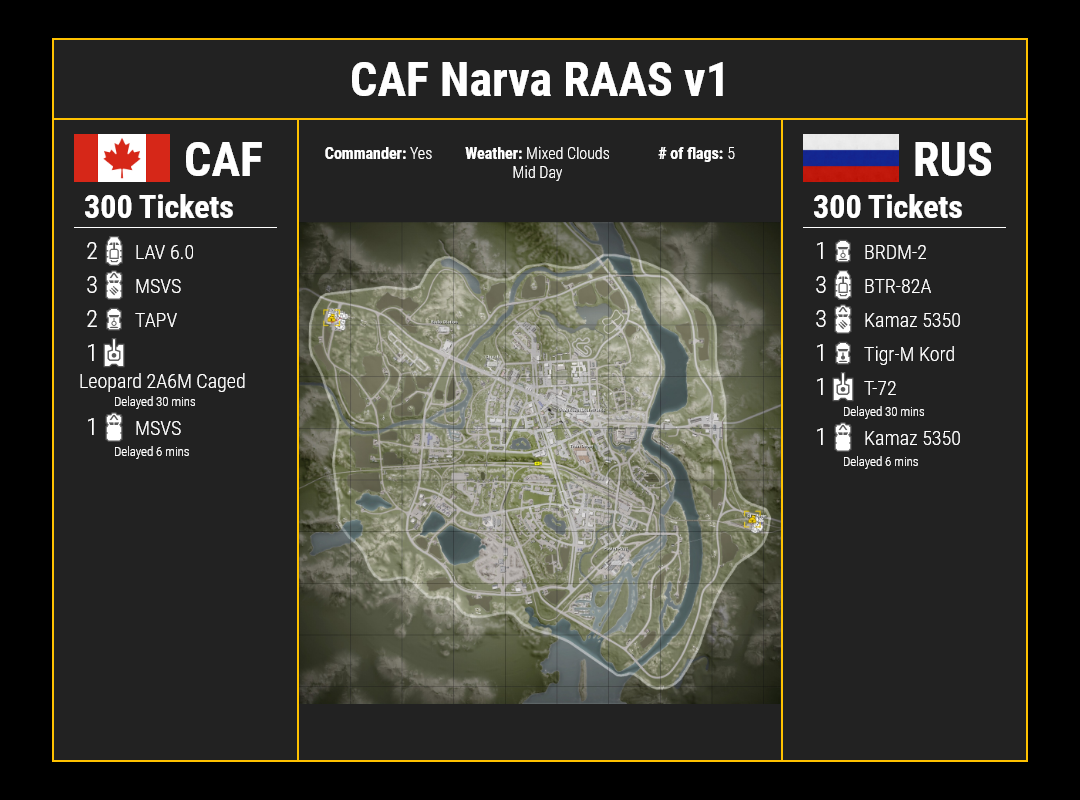 CAF Narva RAAS v1
CAF
300 Tickets
2 LAV 6.0
3 MSVS
2 TAPV
1
Leopard 2A6M Caged
Delayed 30 mins
1 MSVS
Delayed 6 mins
Commander: Yes
Weather: Mixed Clouds
Mid Day
# of flags: 5
RUS
300 Tickets
1 BRDM-2
3 BTR-82A
3 Kamaz 5350
1 Tigr-M Kord
1 T-72
Delayed 30 mins
1 Kamaz 5350
Delayed 6 mins